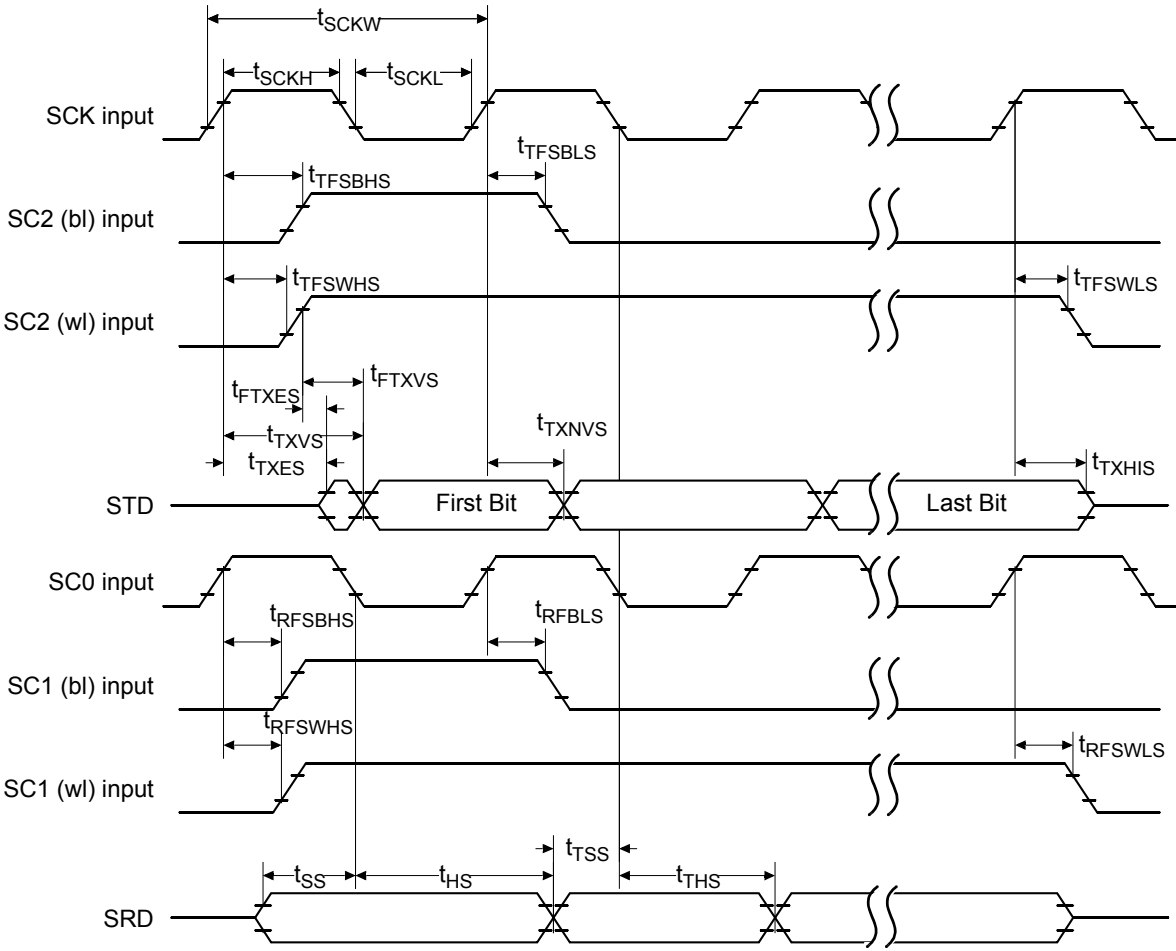 tSCKW
tSCKH
tSCKL
SCK input
tTFSBHS
tTFSBLS
SC2 (bl) input
tTFSWHS
tTFSWLS
SC2 (wl) input
tFTXES
tFTXVS
tTXVS
tTXNVS
tTXES
tTXHIS
STD
First Bit
Last Bit
SC0 input
tRFSBHS
tRFBLS
SC1 (bl) input
tRFSWHS
tRFSWLS
SC1 (wl) input
tTSS
tSS
tHS
tTHS
SRD